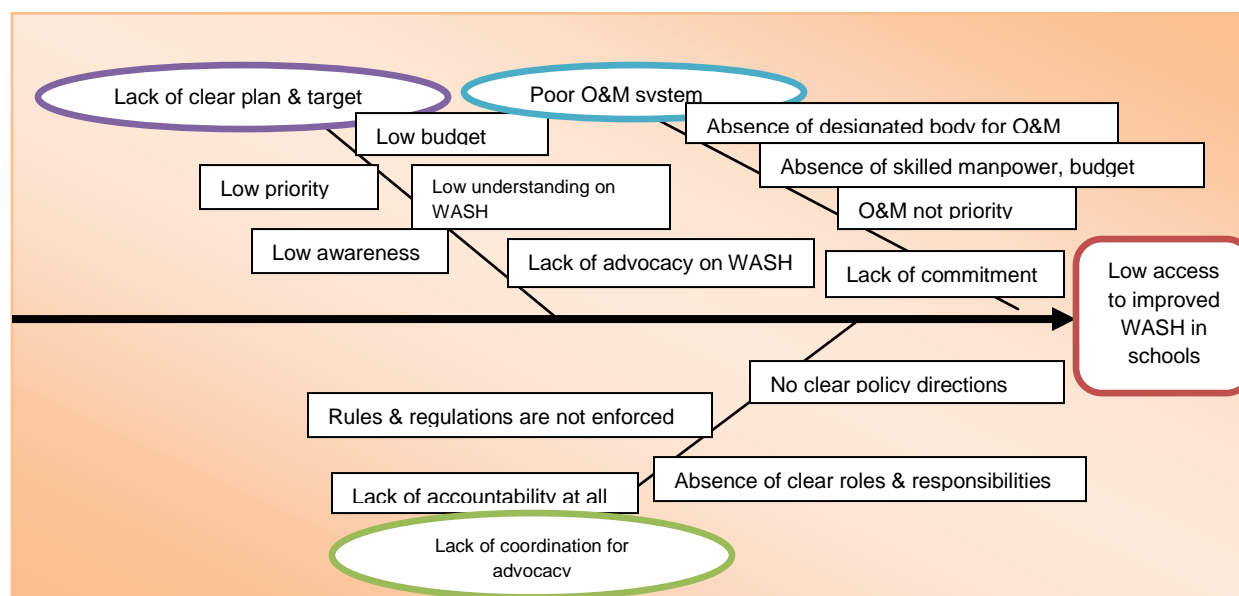 Lack of clear plan & target
Poor O&M system
Low budget
Absence of designated body for O&M
Low priority
Low understanding on
WASH
Absence of skilled manpower, budget
O&M not priority
Low awareness
Lack of advocacy on WASH
Lack of commitment
Low access
to improved
WASH in
schools
No clear policy directions
Rules & regulations are not enforced
Absence of clear roles & responsibilities
Lack of accountability at all
Lack of coordination for
advocacy